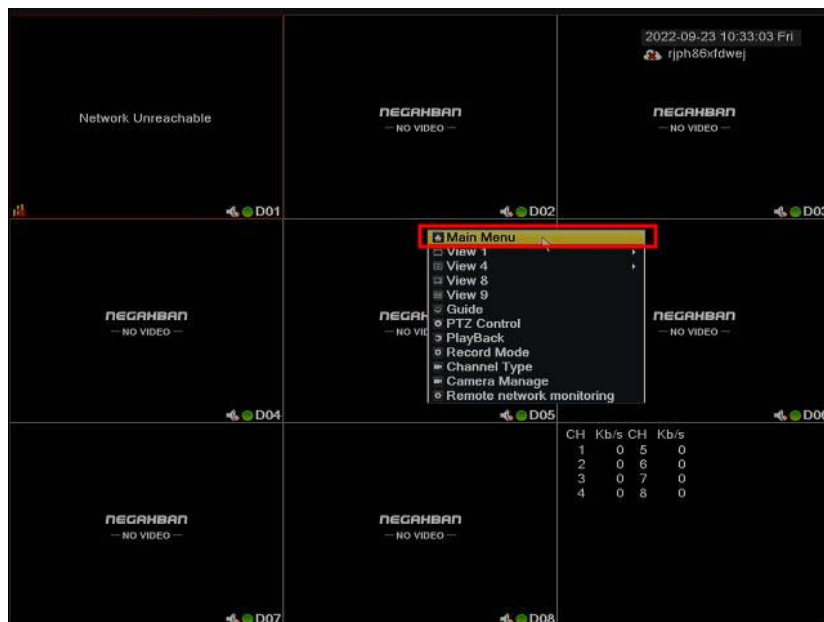 2022-09-23 10:33:03 Fri
rjph86xfdwej
Network Unreachable
NEGAHBAN
NO VIDEO
NEGAHBAN
NO VIDEO
D01
D02
D03
Main Menu
View 1
View 4
View 8
View 9
Guide
PTZ Control
PlayBack
Record Mode
Channel Type
Camera Manage
Remote network monitoring
NEGAHBAN
NO VIDEO
NEGAH
NO VID
NEGAHBAN
NO VIDEO
D04
D05
D06
CH Kb/s CH Kb/s
1 0 5 0
2 0 6 0
3 0 7 0
4 0 8 0
NEGAHBAN
NO VIDEO
NEGAHBAN
NO VIDEO
D07
D08